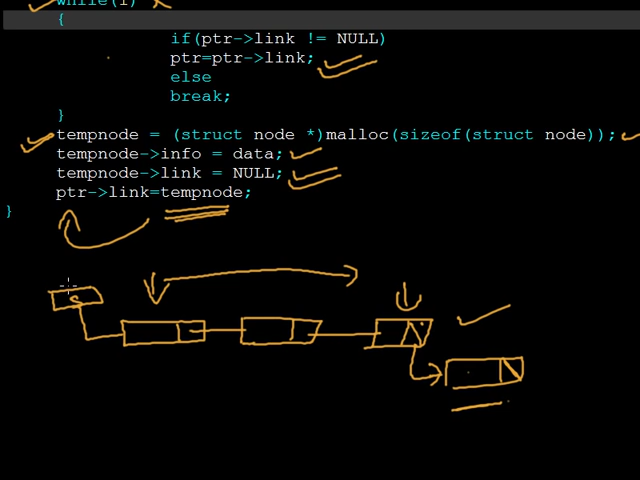 while(1)
{
if(ptr->link != NULL)
ptr=ptr->link;
else
break;
}
tempnode = (struct node *)malloc(sizeof(struct node));
tempnode->info = data;
tempnode->link = NULL;
ptr->link=tempnode;
}
S